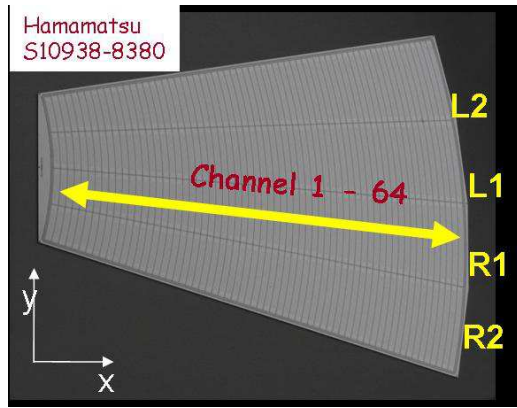 Hamamatsu
S10938-8380
L2
Channel 1 - 64
L1
R1
y
R2
x